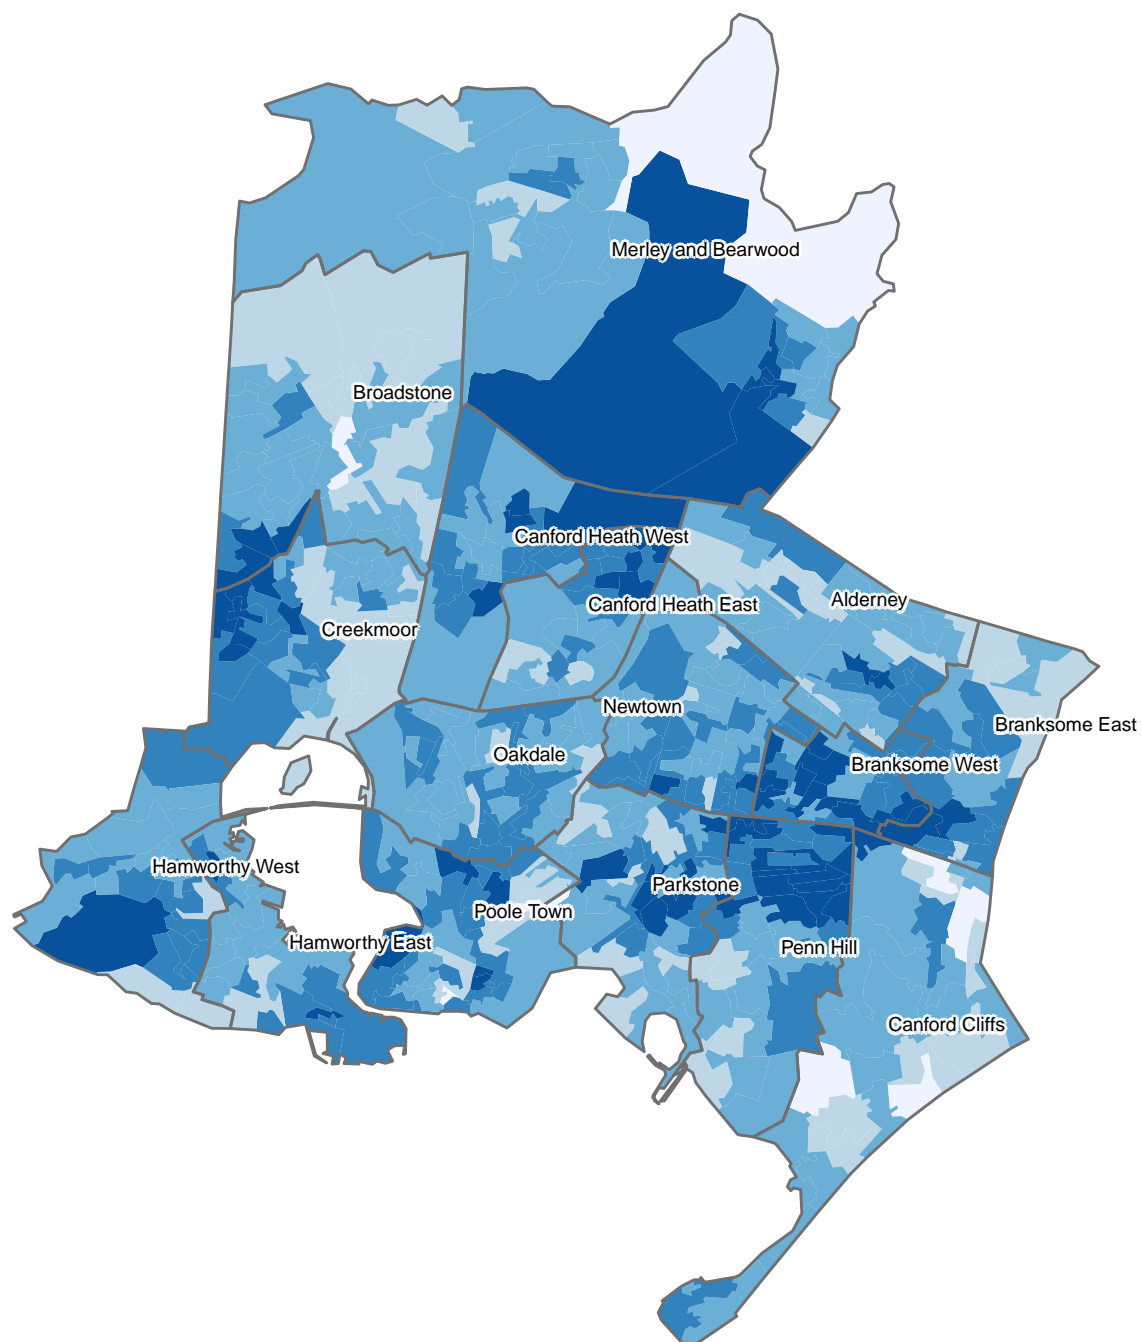 Merley and Bearwood
Broadstone
Canford Heath West
Canford Heath East
Alderney
Creekmoor
Newtown
Branksome East
Oakdale
Branksome West
Hamworthy West
Parkstone
Poole Town
Hamworthy East
Penn Hill
Canford Cliffs